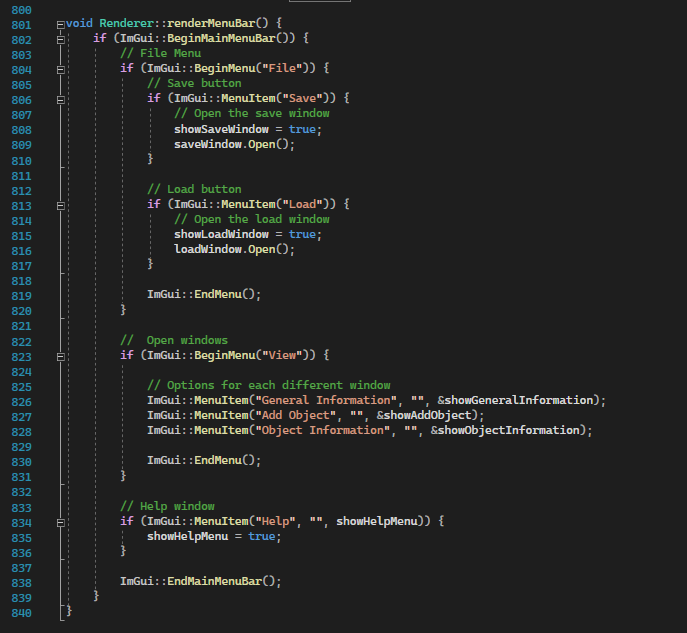 800
801 void Renderer::renderMenuBar() {
802     if (ImGui::BeginMainMenuBar()) {
803         // File Menu
804         if (ImGui::BeginMenu("File")) {
805             // Save button
806             if (ImGui::MenuItem("Save")) {
807                 // Open the save window
808                 showSaveWindow = true;
809                 saveWindow.Open();
810             }
811
812             // Load button
813             if (ImGui::MenuItem("Load")) {
814                 // Open the load window
815                 showLoadWindow = true;
816                 loadWindow.Open();
817             }
818
819             ImGui::EndMenu();
820         }
821
822         //  Open windows
823         if (ImGui::BeginMenu("View")) {
824
825             // Options for each different window
826             ImGui::MenuItem("General Information", "", &showGeneralInformation);
827             ImGui::MenuItem("Add Object", "", &showAddObject);
828             ImGui::MenuItem("Object Information", "", &showObjectInformation);
829
830             ImGui::EndMenu();
831         }
832
833         // Help window
834         if (ImGui::MenuItem("Help", "", showHelpMenu)) {
835             showHelpMenu = true;
836         }
837
838         ImGui::EndMainMenuBar();
839     }
840 }